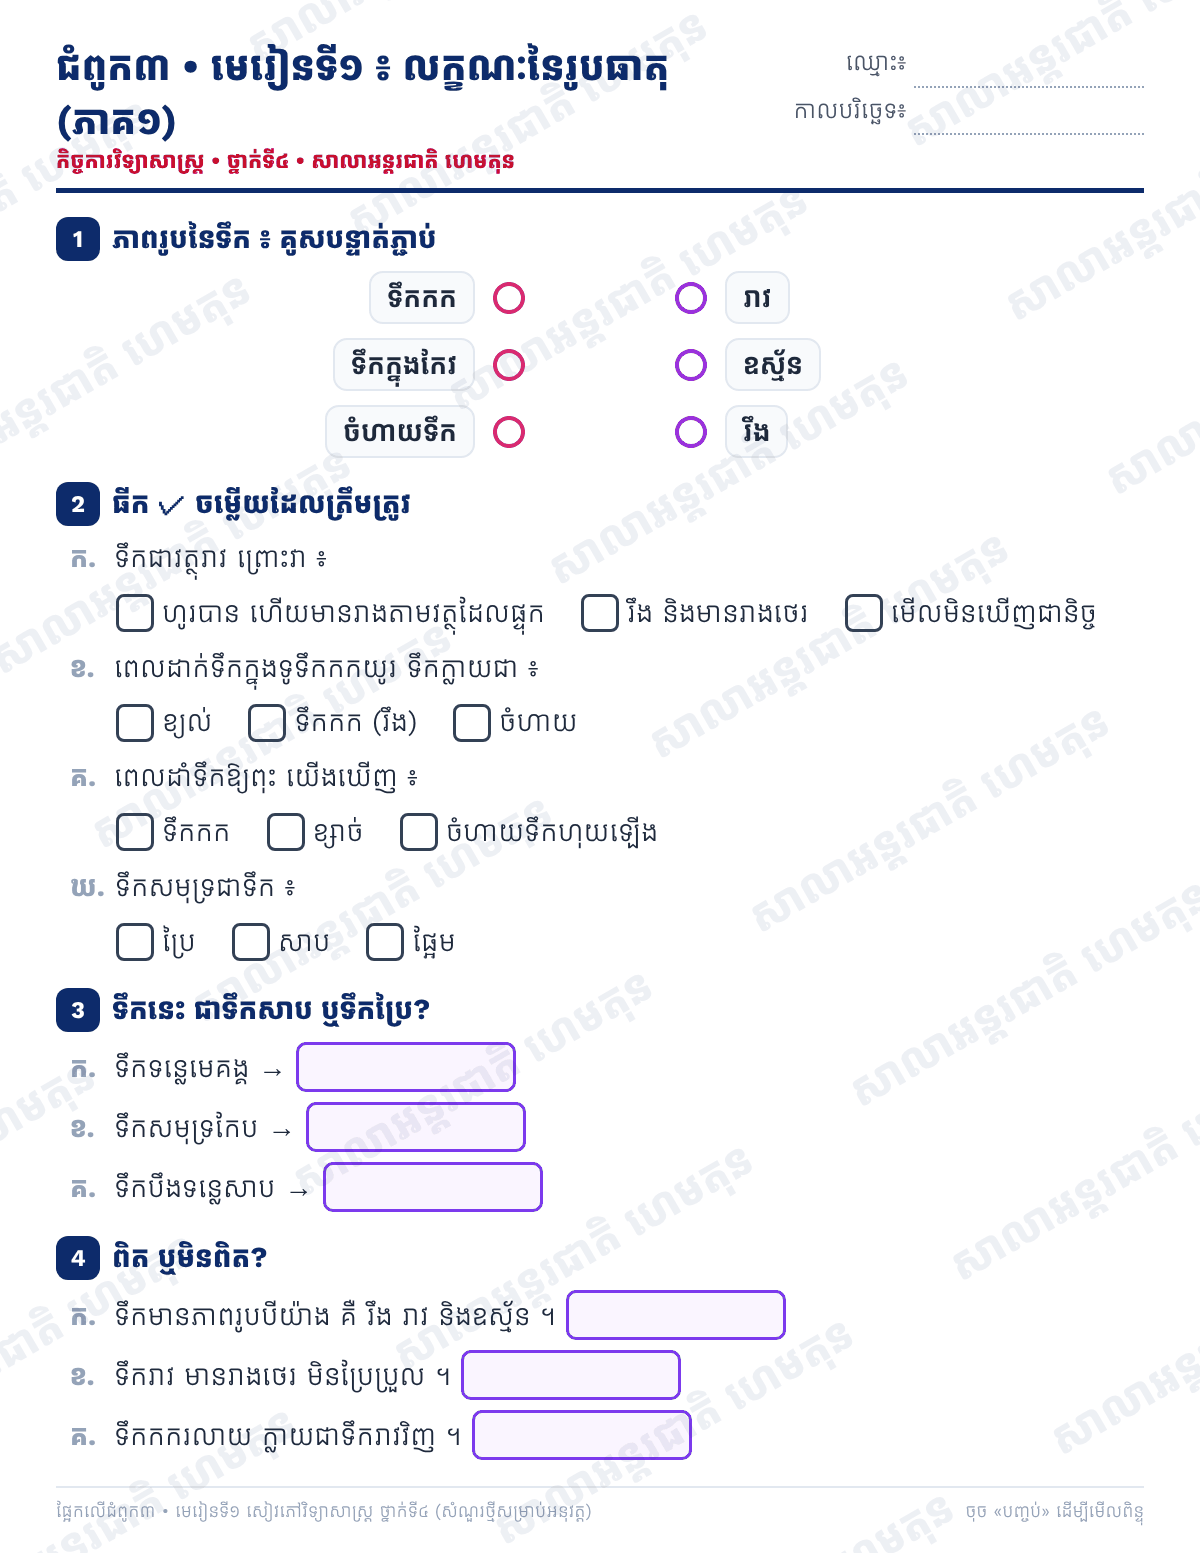 ជំពូក៣ • មេរៀនទី១ ៖ លក្ខណៈនៃរូបធាតុ
(ភាគ១)
ឈ្មោះ៖
កាលបរិច្ឆេទ៖
កិច្ចការវិទ្យាសាស្ត្រ • ថ្នាក់ទី៤ • សាលាអន្តរជាតិ ហេមតុន
1 ភាពរូបនៃទឹក ៖ គូសបន្ទាត់ភ្ជាប់
ទឹកកក រាវ
ទឹកក្នុងកែវ ឧស្ម័ន
ចំហាយទឹក រឹង
2 ធីក ✓ ចម្លើយដែលត្រឹមត្រូវ
ក. ទឹកជាវត្ថុរាវ ព្រោះវា ៖
ហូរបាន ហើយមានរាងតាមវត្ថុដែលផ្ទុក រឹង និងមានរាងថេរ មើលមិនឃើញជានិច្ច
ខ. ពេលដាក់ទឹកក្នុងទូទឹកកកយូរ ទឹកក្លាយជា ៖
ខ្យល់ ទឹកកក (រឹង) ចំហាយ
គ. ពេលដាំទឹកឱ្យពុះ យើងឃើញ ៖
ទឹកកក ខ្សាច់ ចំហាយទឹកហុយឡើង
ឃ. ទឹកសមុទ្រជាទឹក ៖
ប្រៃ សាប ផ្អែម
3 ទឹកនេះ ជាទឹកសាប ឬទឹកប្រៃ?
ក. ទឹកទន្លេមេគង្គ →
ខ. ទឹកសមុទ្រកែប →
គ. ទឹកបឹងទន្លេសាប →
4 ពិត ឬមិនពិត?
ក. ទឹកមានភាពរូបបីយ៉ាង គឺ រឹង រាវ និងឧស្ម័ន ។
ខ. ទឹករាវ មានរាងថេរ មិនប្រែប្រួល ។
គ. ទឹកកករលាយ ក្លាយជាទឹករាវវិញ ។
ផ្អែកលើជំពូក៣ • មេរៀនទី១ សៀវភៅវិទ្យាសាស្ត្រ ថ្នាក់ទី៤ (សំណួរថ្មីសម្រាប់អនុវត្ត)
ចុច «បញ្ចប់» ដើម្បីមើលពិន្ទុ